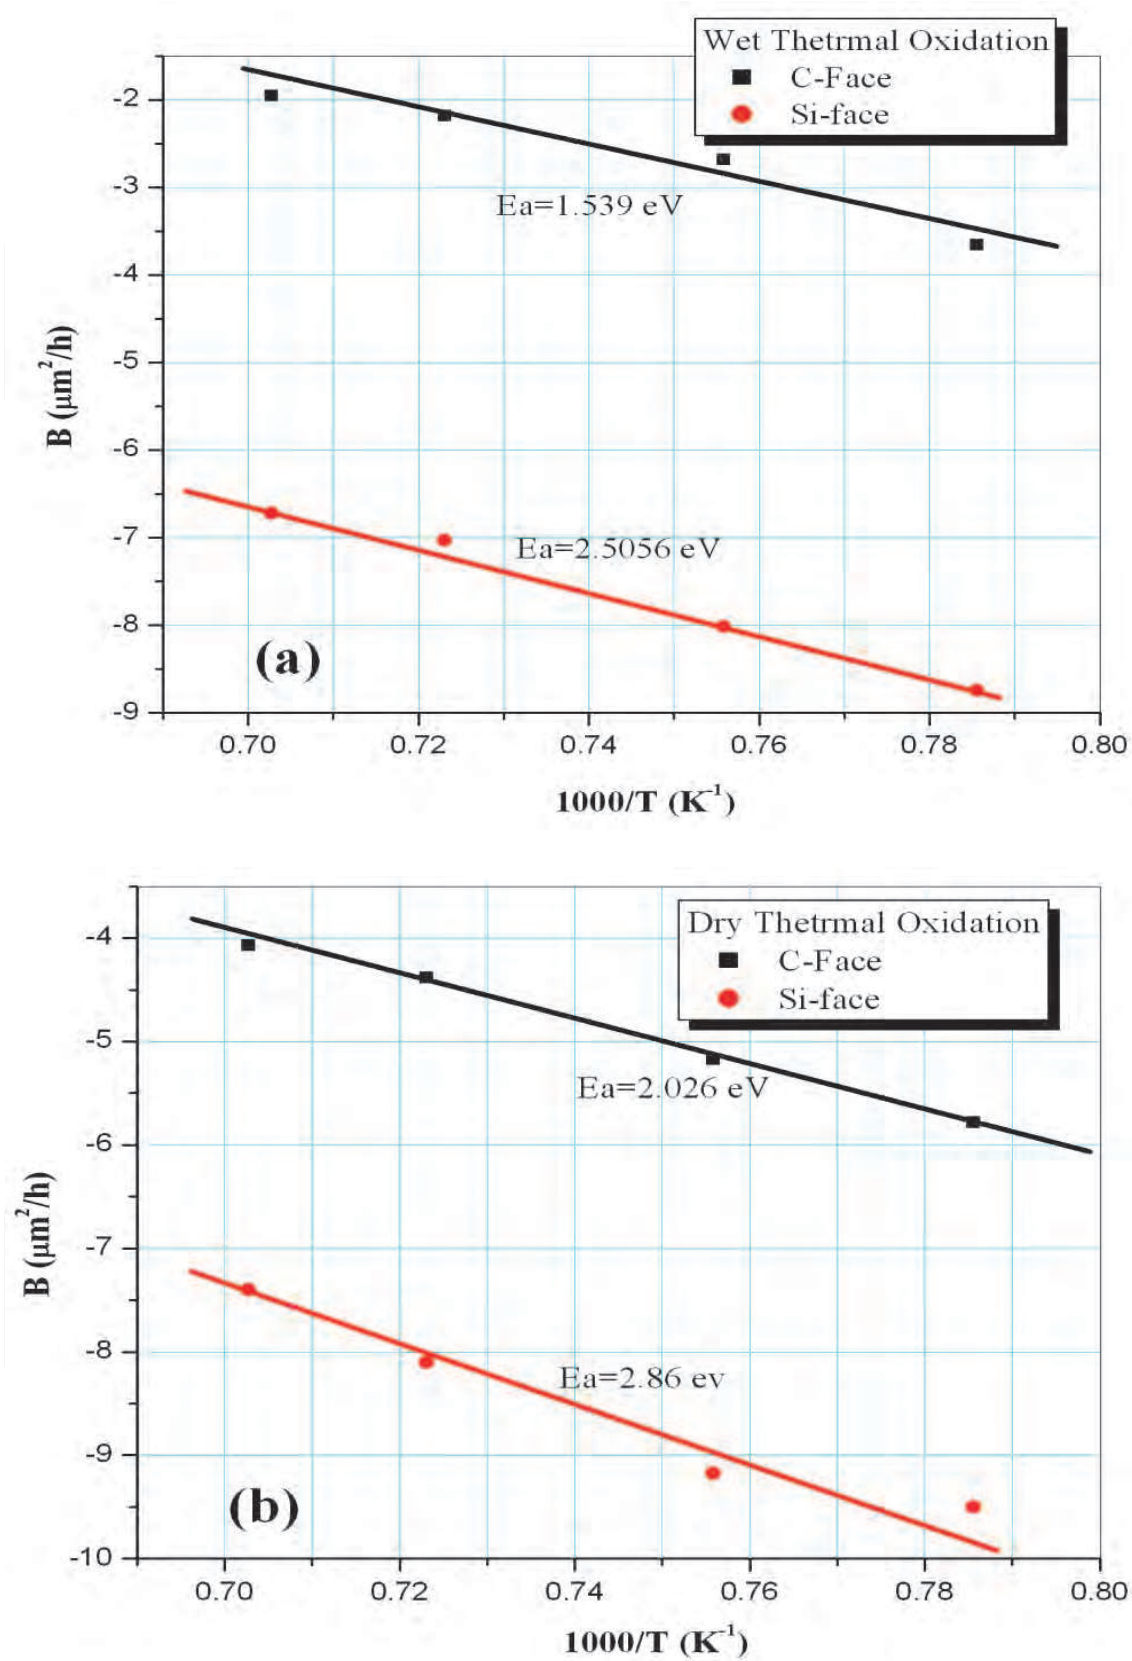 Wet Thetrmal Oxidation
C-Face
Si-face
-2
-3
-4
-5
-6
-7
-8
-9
B (μm²/h)
Ea=1.539 eV
Ea=2.5056 eV
(a)
0.70 0.72 0.74 0.76 0.78 0.80
1000/T (K⁻¹)
Dry Thetrmal Oxidation
C-Face
Si-face
-4
-5
-6
-7
-8
-9
-10
B (μm²/h)
Ea=2.026 eV
Ea=2.86 ev
(b)
0.70 0.72 0.74 0.76 0.78 0.80
1000/T (K⁻¹)